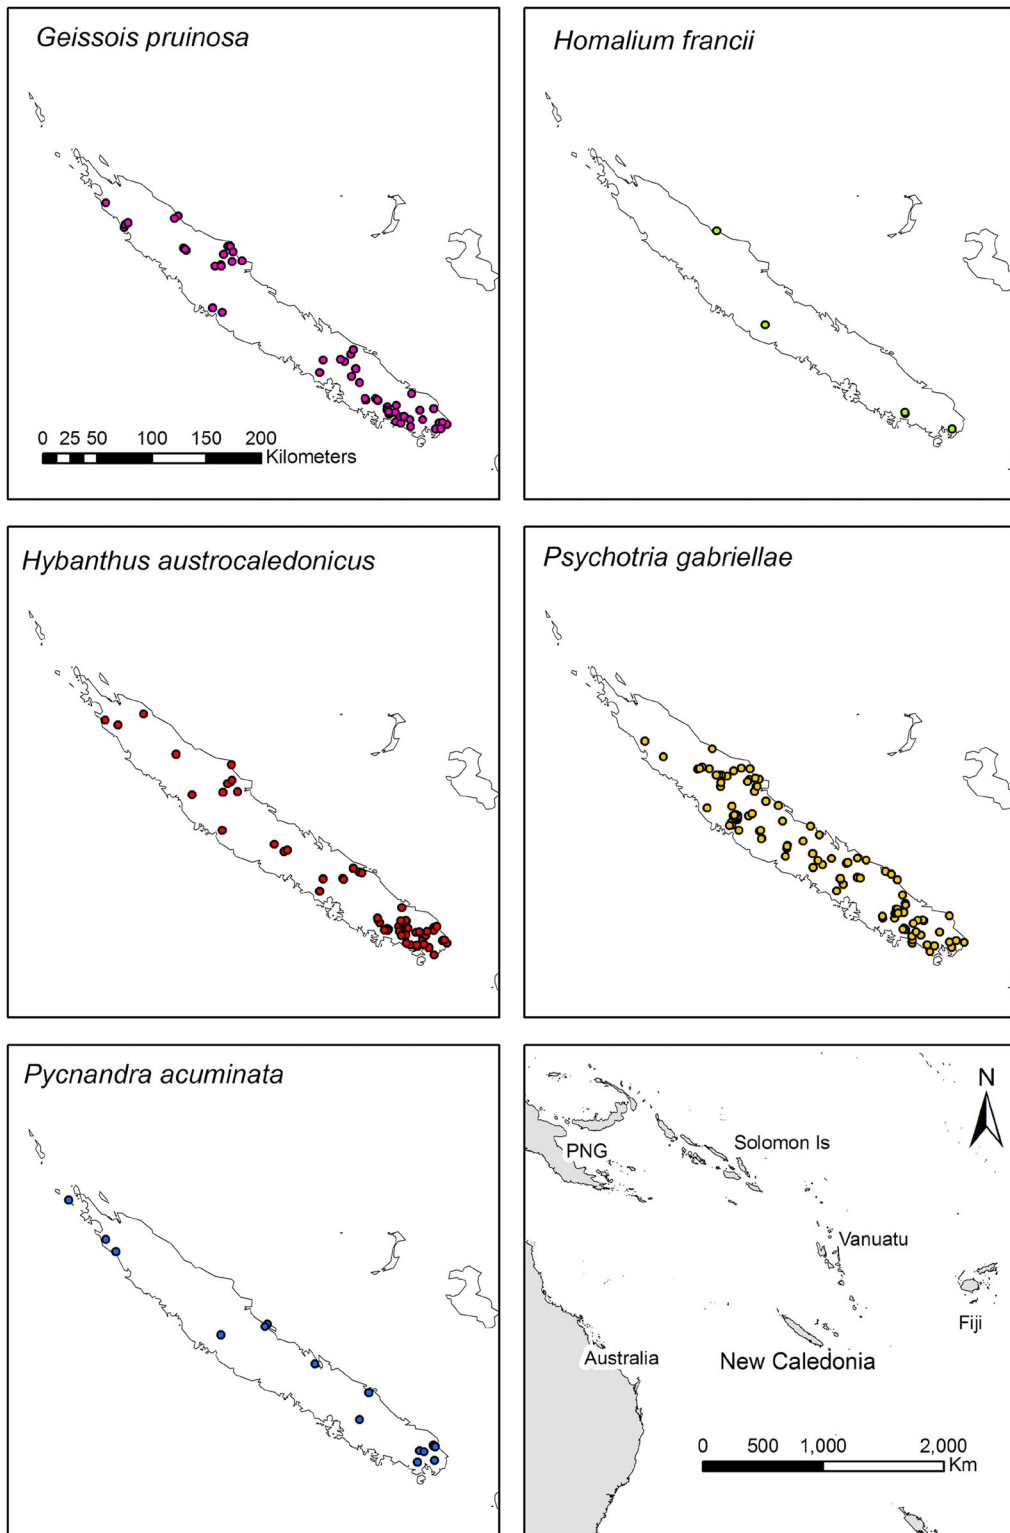 Geissois pruinosa
0 25 50 100 150 200
Kilometers
Homalium francii
Hybanthus austrocaledonicus
Psychotria gabriellae
Pycnandra acuminata
N
Solomon Is
PNG
Vanuatu
Fiji
Australia
New Caledonia
0 500 1,000 2,000
Km